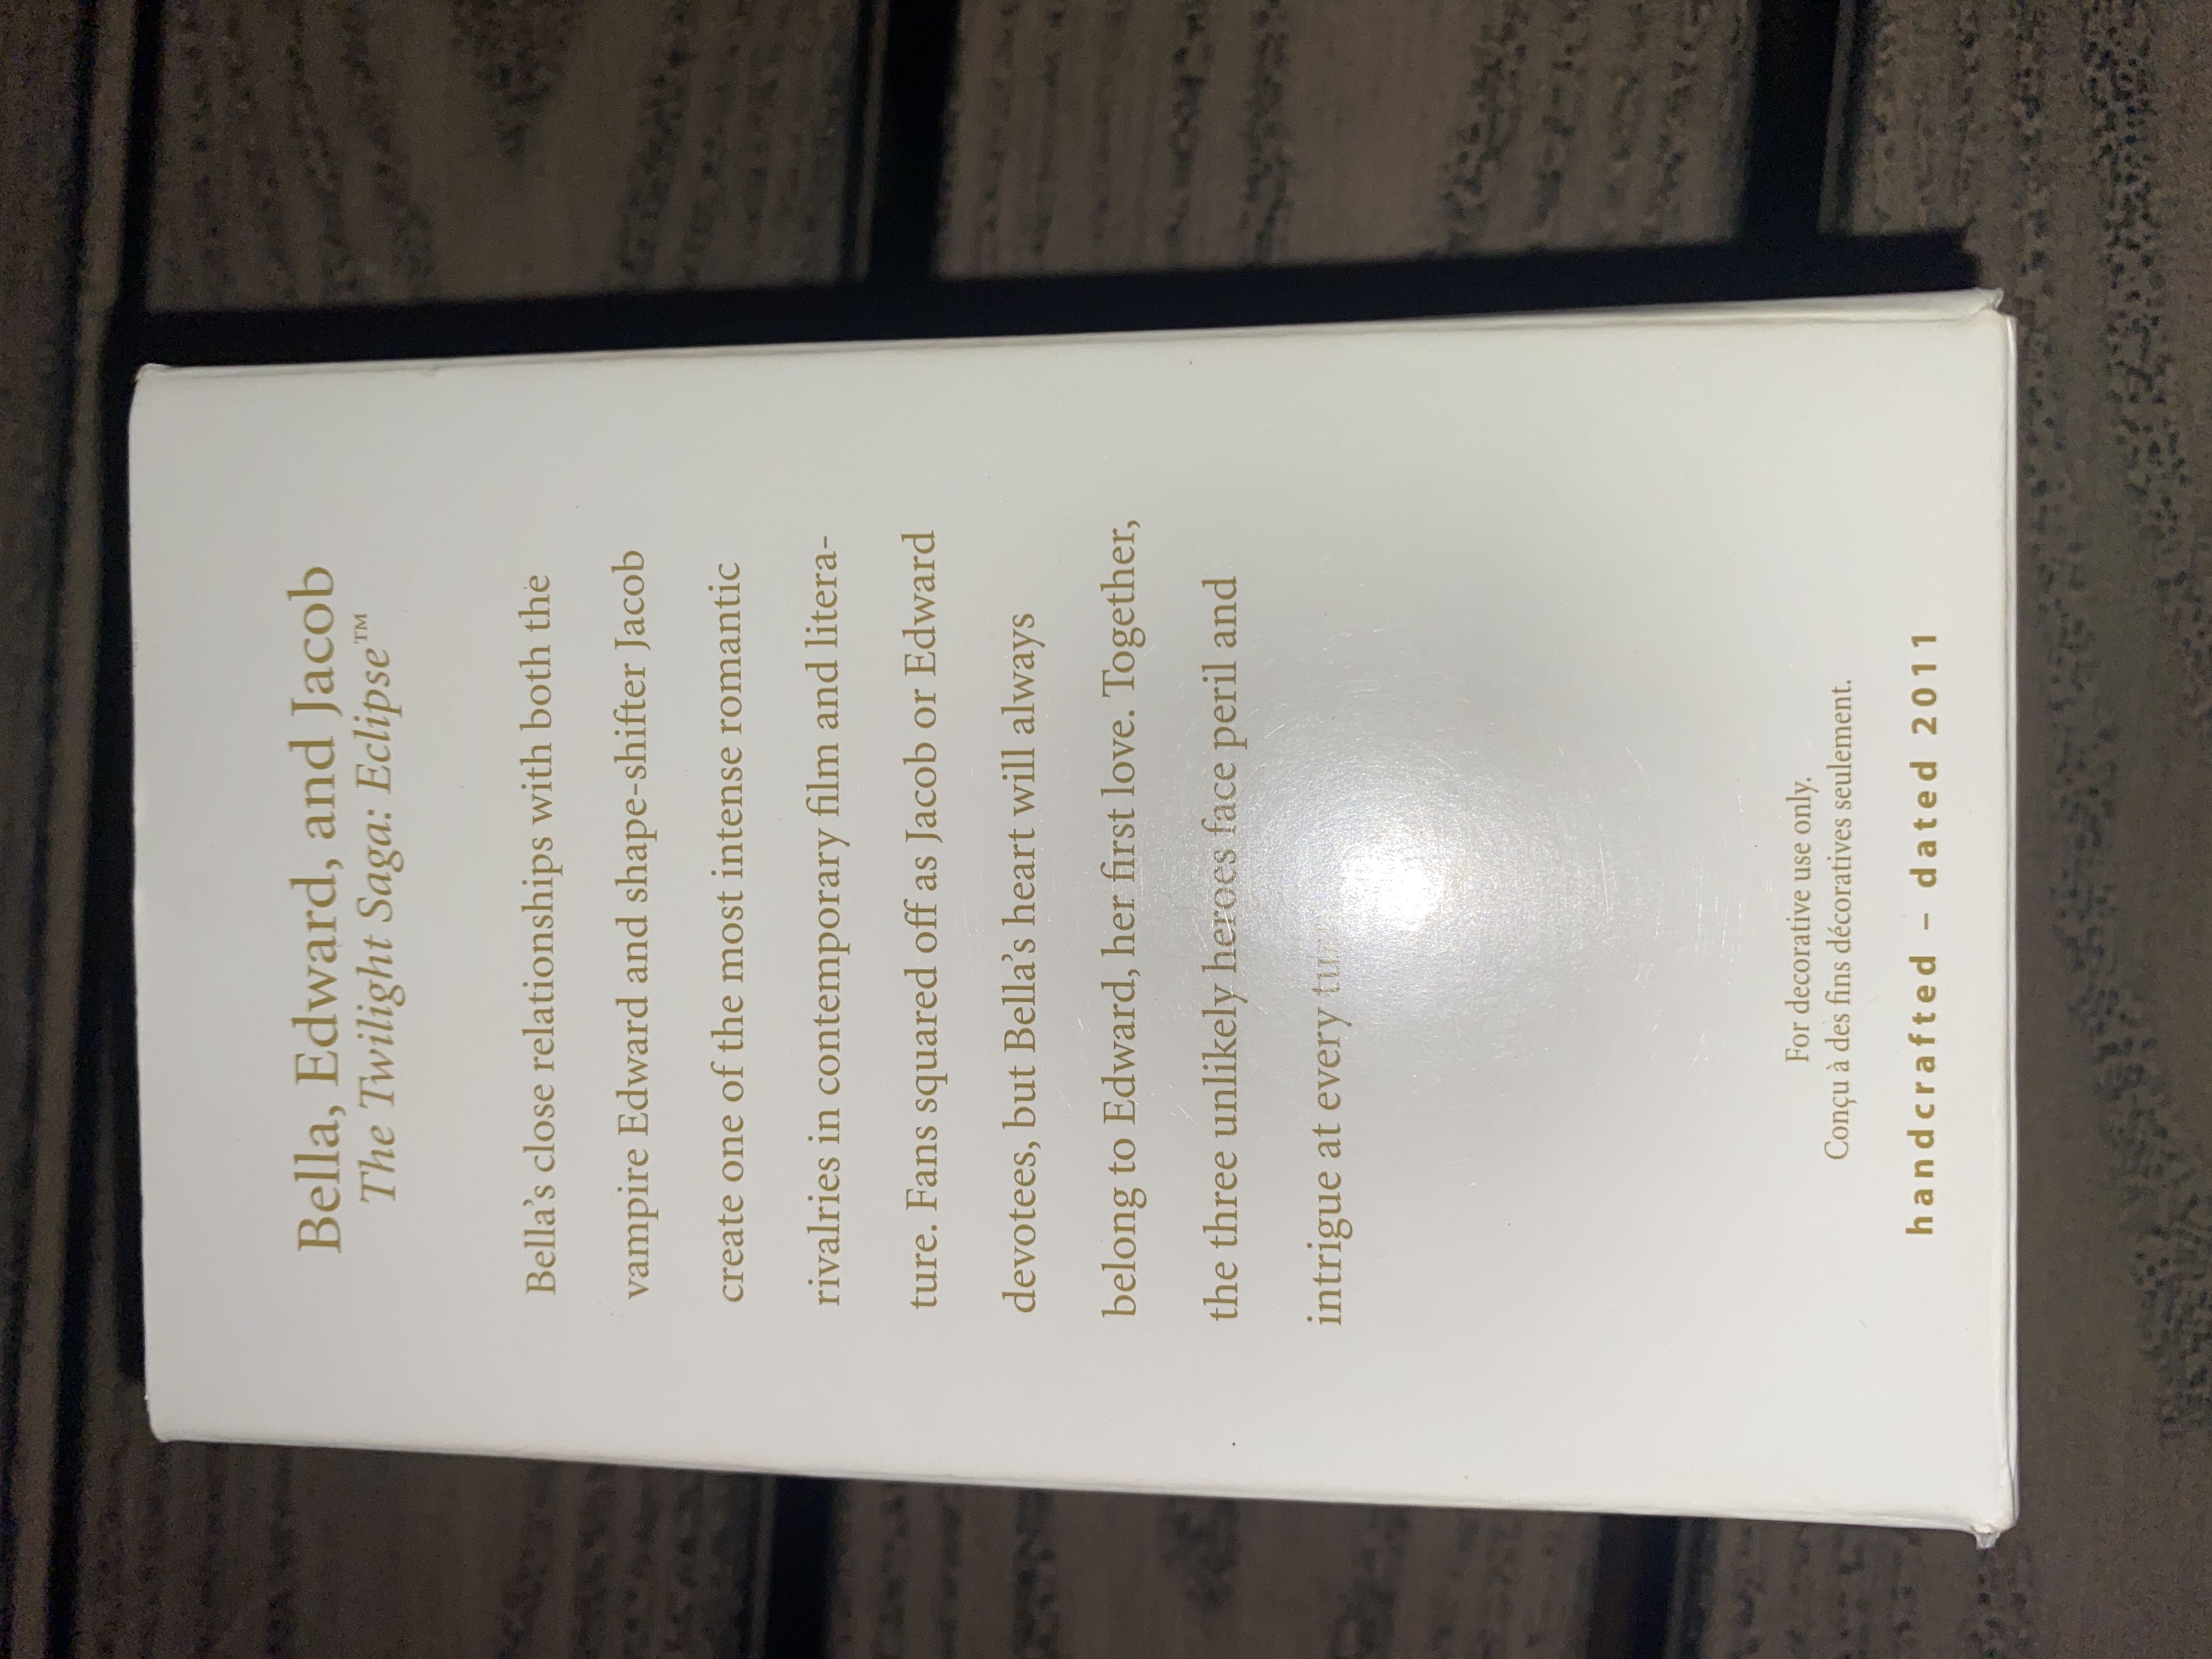 Bella, Edward, and Jacob
The Twilight Saga: Eclipse™
Bella's close relationships with both the
vampire Edward and shape-shifter Jacob
create one of the most intense romantic
rivalries in contemporary film and litera-
ture. Fans squared off as Jacob or Edward
devotees, but Bella's heart will always
belong to Edward, her first love. Together,
the three unlikely heroes face peril and
intrigue at every
For decorative use only.
Conçu à des fins décoratives seulement.
handcrafted – dated 2011